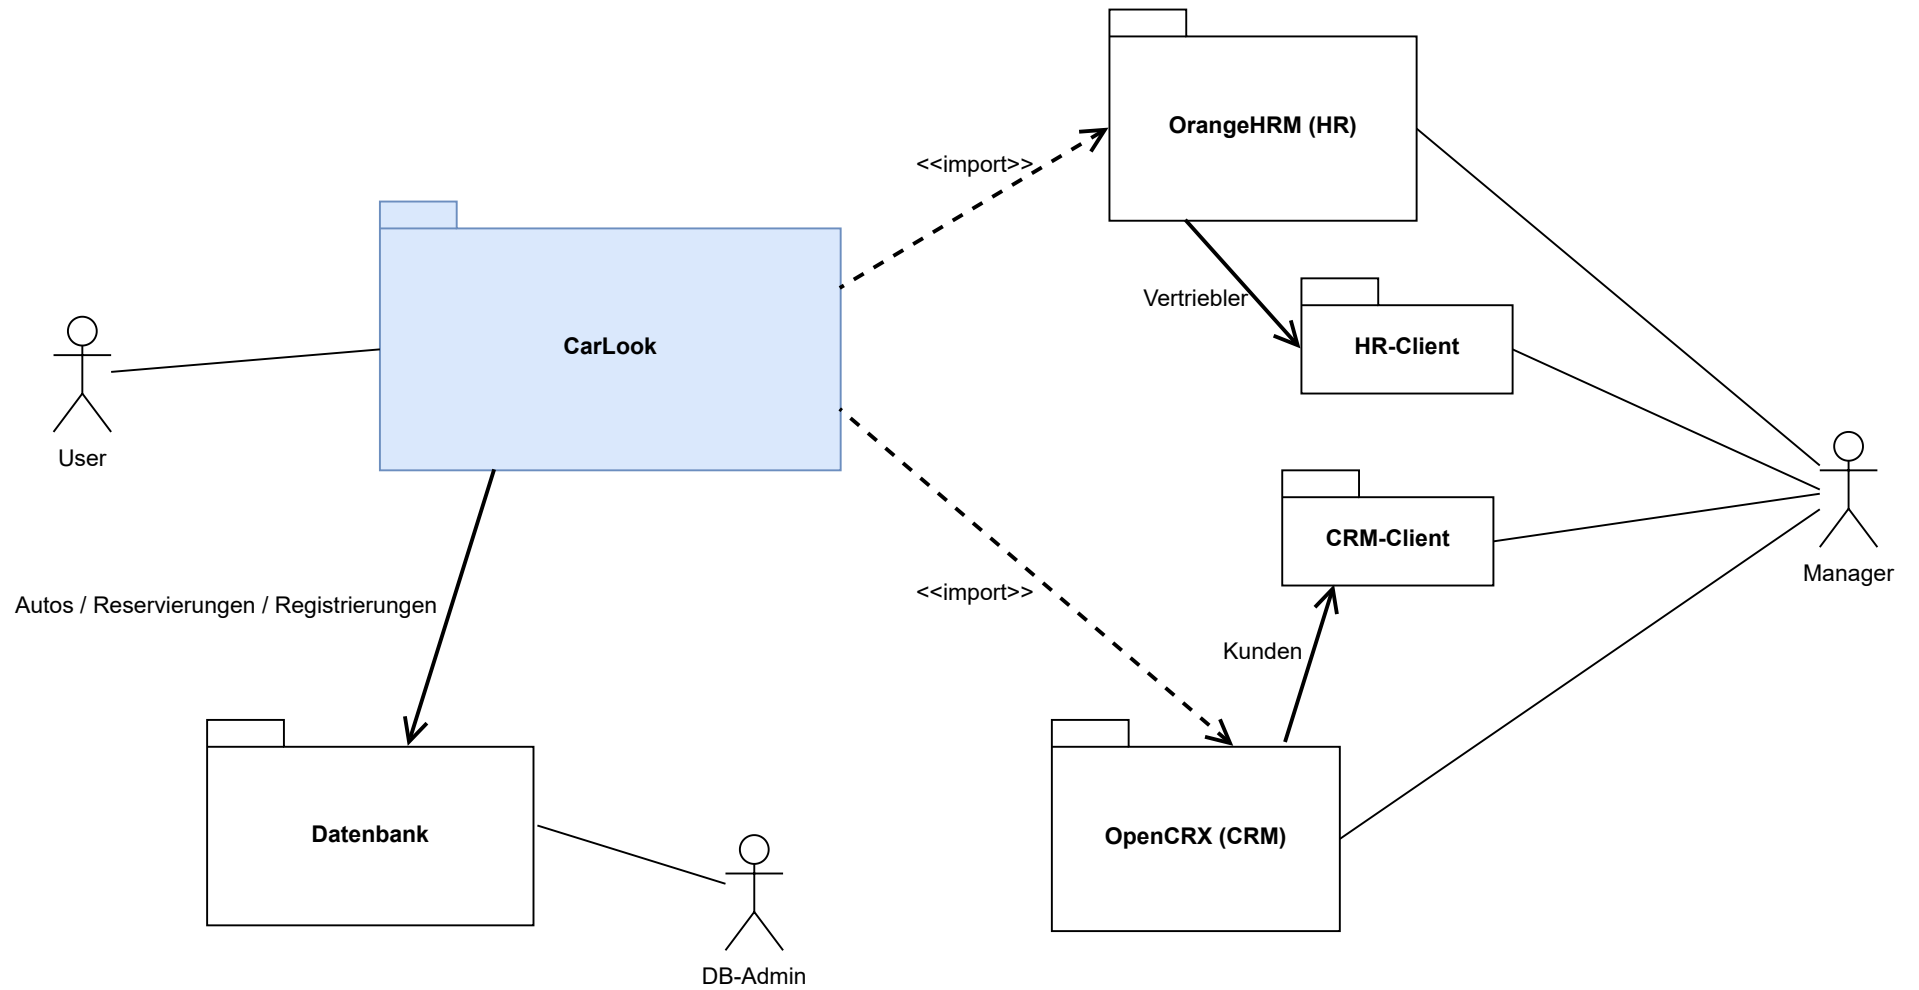 OrangeHRM (HR)
<<import>>
Vertriebler
CarLook
HR-Client
User
CRM-Client
Manager
<<import>>
Autos / Reservierungen / Registrierungen
Kunden
Datenbank
OpenCRX (CRM)
DB-Admin